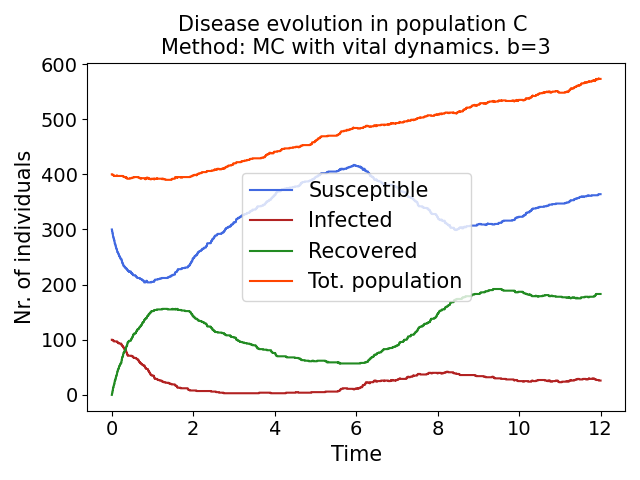 Disease evolution in population C
Method: MC with vital dynamics. b=3
Nr. of individuals
600
500
400
300
200
100
0
Susceptible
Infected
Recovered
Tot. population
0 2 4 6 8 10 12
Time